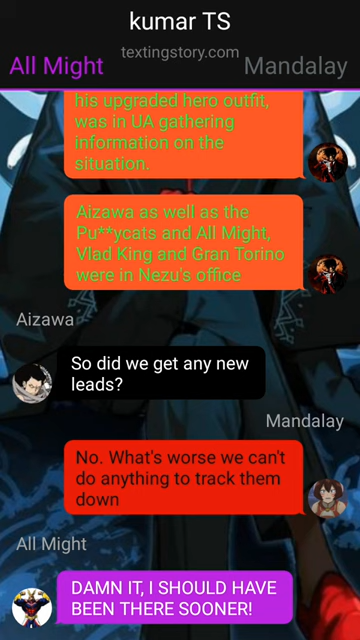 kumar TS
textingstory.com
All Might
Mandalay
his upgraded hero outfit,
was in UA gathering
information on the
situation.
Aizawa as well as the
Pu**ycats and All Might,
Vlad King and Gran Torino
were in Nezu's office
Aizawa
So did we get any new
leads?
Mandalay
No. What's worse we can't
do anything to track them
down
All Might
DAMN IT, I SHOULD HAVE
BEEN THERE SOONER!